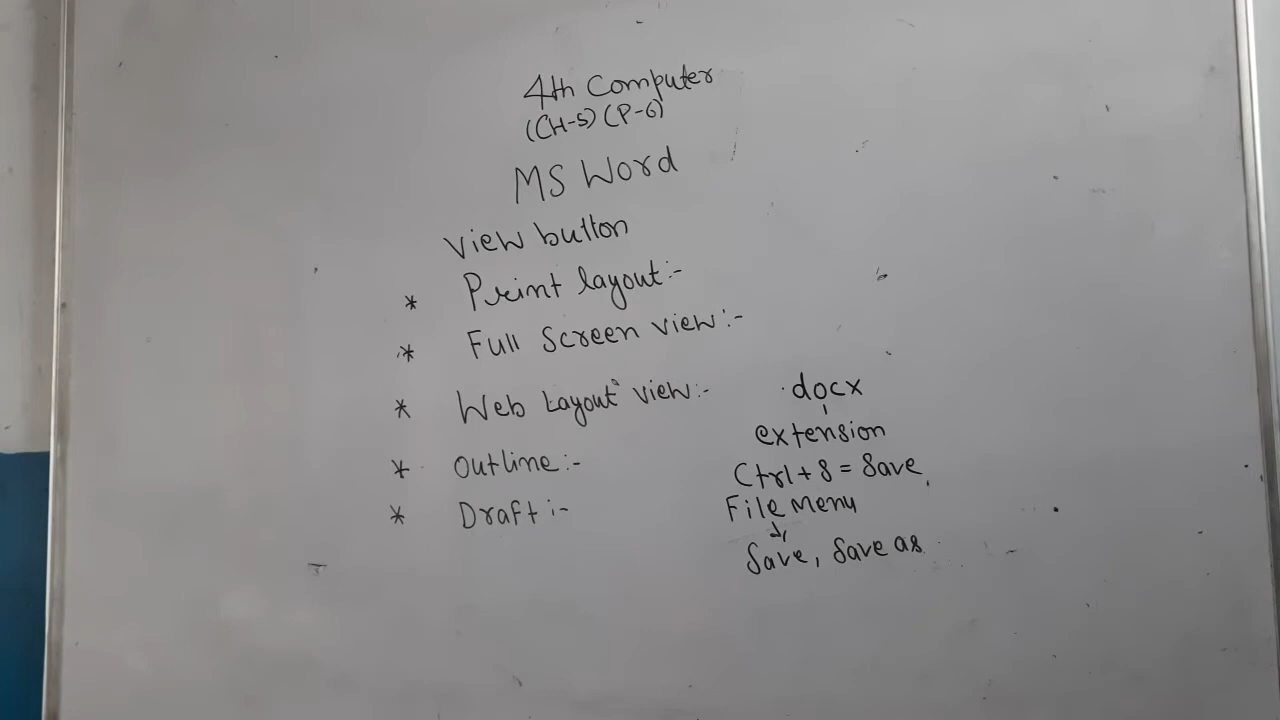 4th Computer
(CH-5) (P-6)
MS Word
View button
* Print layout:-
* Full Screen view:-
* Web Layout view:-
* Outline:-
* Draft:-
.docx
extension
Ctrl+S = Save
File Menu
Save, Save as